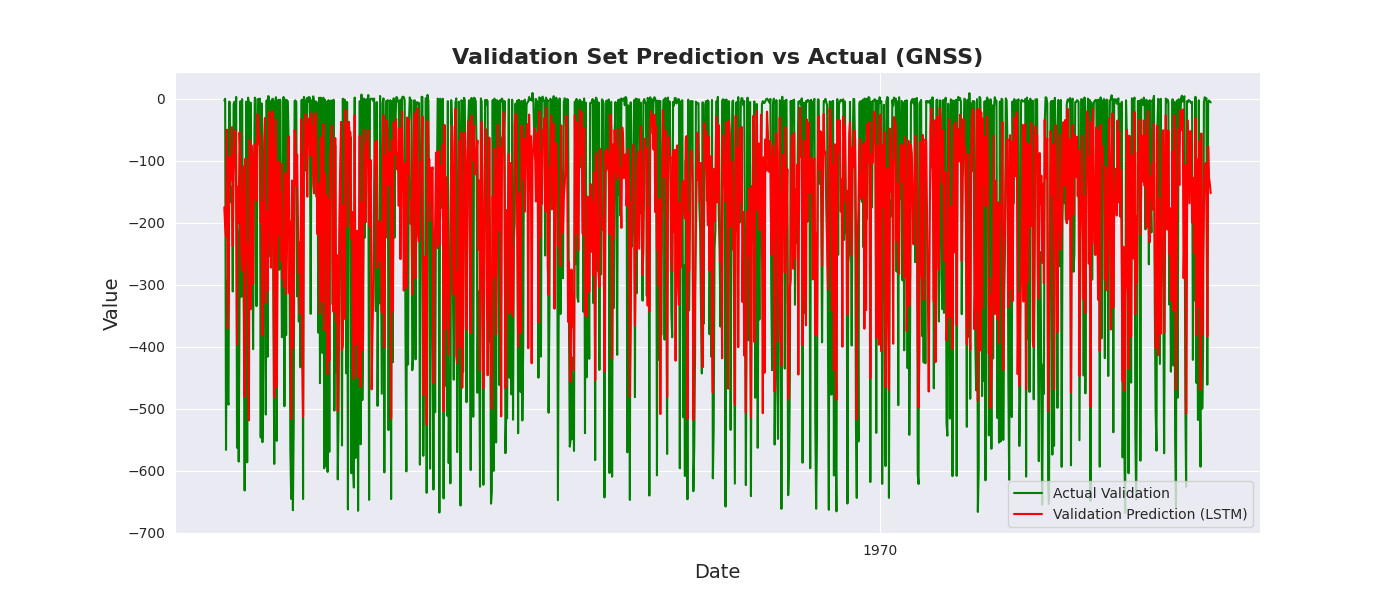 Validation Set Prediction vs Actual (GNSS)
0
−100
−200
−300
−400
−500
−600
−700
Value
Actual Validation
Validation Prediction (LSTM)
1970
Date